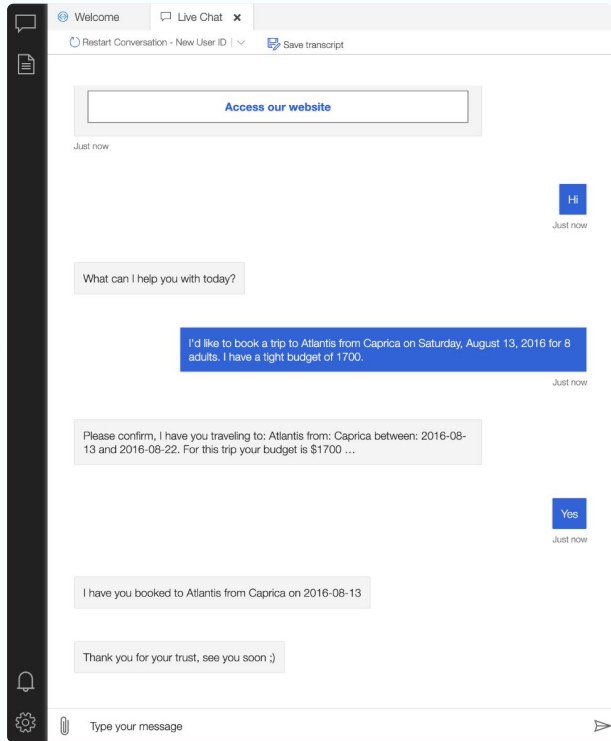 Welcome
Live Chat
Restart Conversation - New User ID
Save transcript
Access our website
Just now
Hi
Just now
What can I help you with today?
I'd like to book a trip to Atlantis from Caprica on Saturday, August 13, 2016 for 8
adults. I have a tight budget of 1700.
Just now
Please confirm, I have you traveling to: Atlantis from: Caprica between: 2016-08-
13 and 2016-08-22. For this trip your budget is $1700 …
Yes
Just now
I have you booked to Atlantis from Caprica on 2016-08-13
Thank you for your trust, see you soon ;)
Type your message